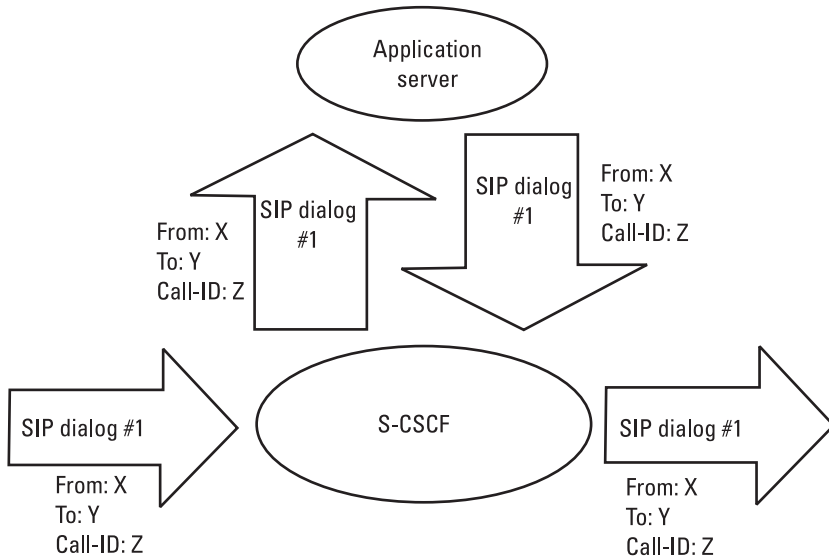 Application
server
SIP dialog
#1
From: X
To: Y
Call-ID: Z
SIP dialog
#1
From: X
To: Y
Call-ID: Z
SIP dialog #1
From: X
To: Y
Call-ID: Z
S-CSCF
SIP dialog #1
From: X
To: Y
Call-ID: Z